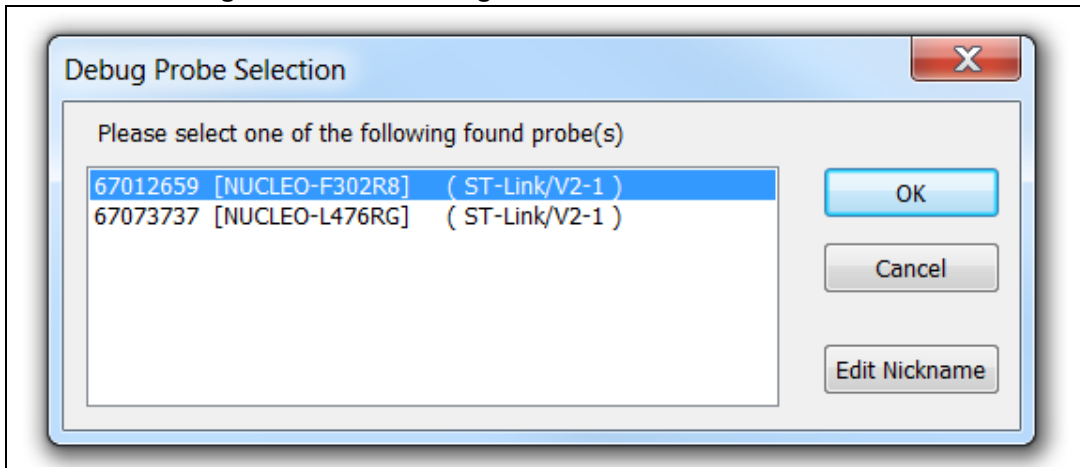 Debug Probe Selection
X
Please select one of the following found probe(s)
67012659 [NUCLEO-F302R8] ( ST-Link/V2-1 )
67073737 [NUCLEO-L476RG] ( ST-Link/V2-1 )
OK
Cancel
Edit Nickname